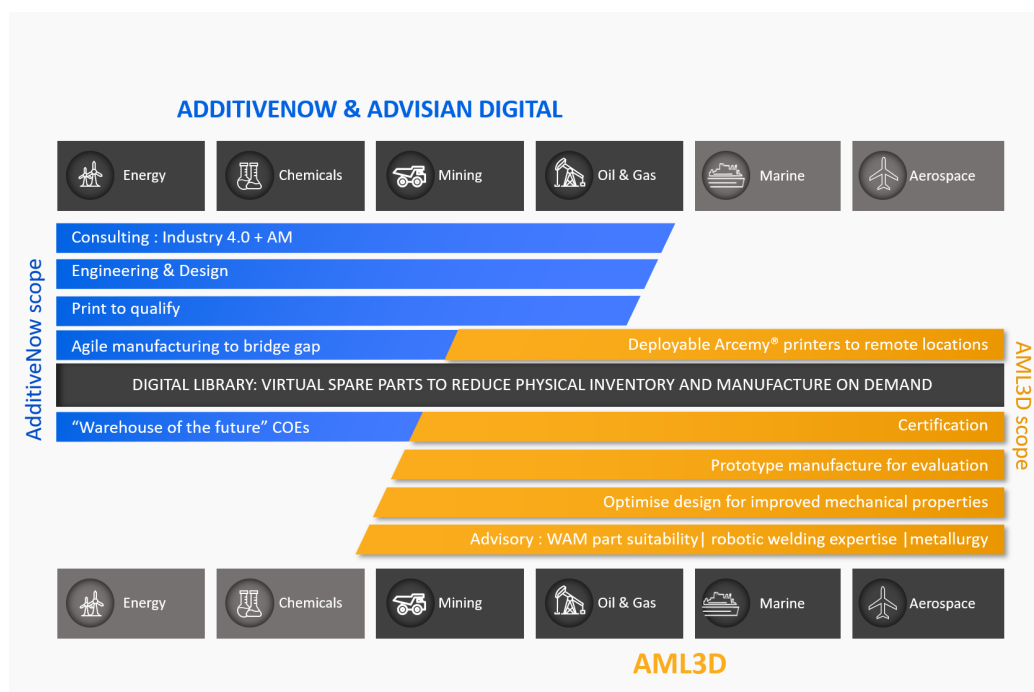 ADDITIVENOW & ADVISIAN DIGITAL
Energy
Chemicals
Mining
Oil & Gas
Marine
Aerospace
AdditiveNow scope
Consulting : Industry 4.0 + AM
Engineering & Design
Print to qualify
Agile manufacturing to bridge gap
Deployable Arcemy® printers to remote locations
DIGITAL LIBRARY: VIRTUAL SPARE PARTS TO REDUCE PHYSICAL INVENTORY AND MANUFACTURE ON DEMAND
“Warehouse of the future” COEs
Certification
Prototype manufacture for evaluation
Optimise design for improved mechanical properties
Advisory : WAM part suitability| robotic welding expertise |metallurgy
AML3D scope
Energy
Chemicals
Mining
Oil & Gas
Marine
Aerospace
AML3D